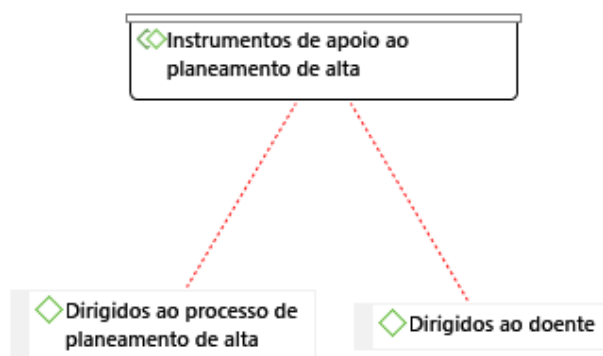 Instrumentos de apoio ao
planeamento de alta
Dirigidos ao processo de
planeamento de alta
Dirigidos ao doente